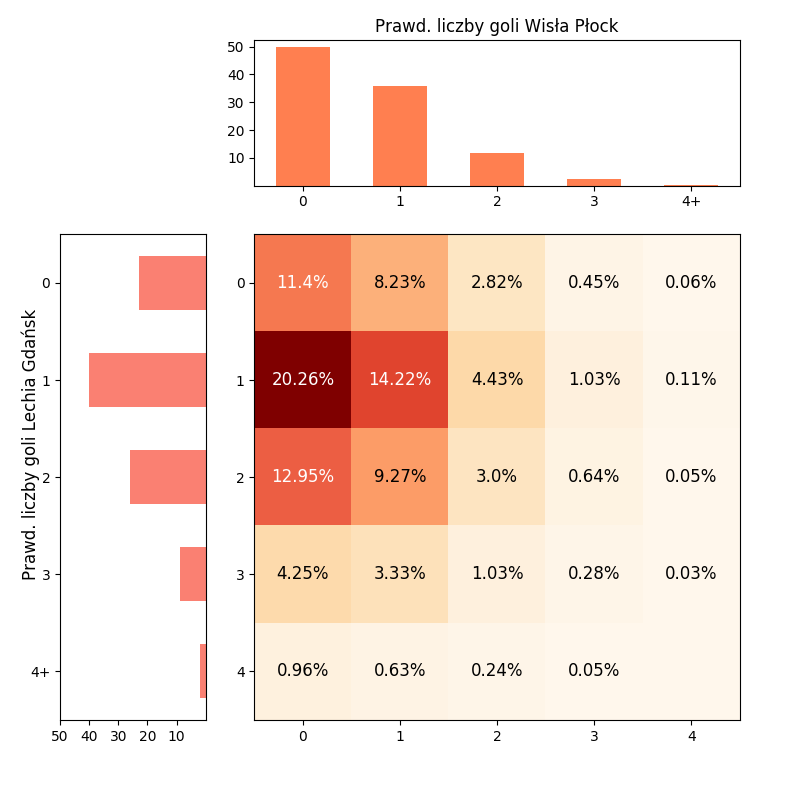 Prawd. liczby goli Wisła Płock
50
40
30
20
10
0 1 2 3 4+
Prawd. liczby goli Lechia Gdańsk
0
1
2
3
4+
50 40 30 20 10
0 11.4% 8.23% 2.82% 0.45% 0.06%
1 20.26% 14.22% 4.43% 1.03% 0.11%
2 12.95% 9.27% 3.0% 0.64% 0.05%
3 4.25% 3.33% 1.03% 0.28% 0.03%
4 0.96% 0.63% 0.24% 0.05%
0 1 2 3 4